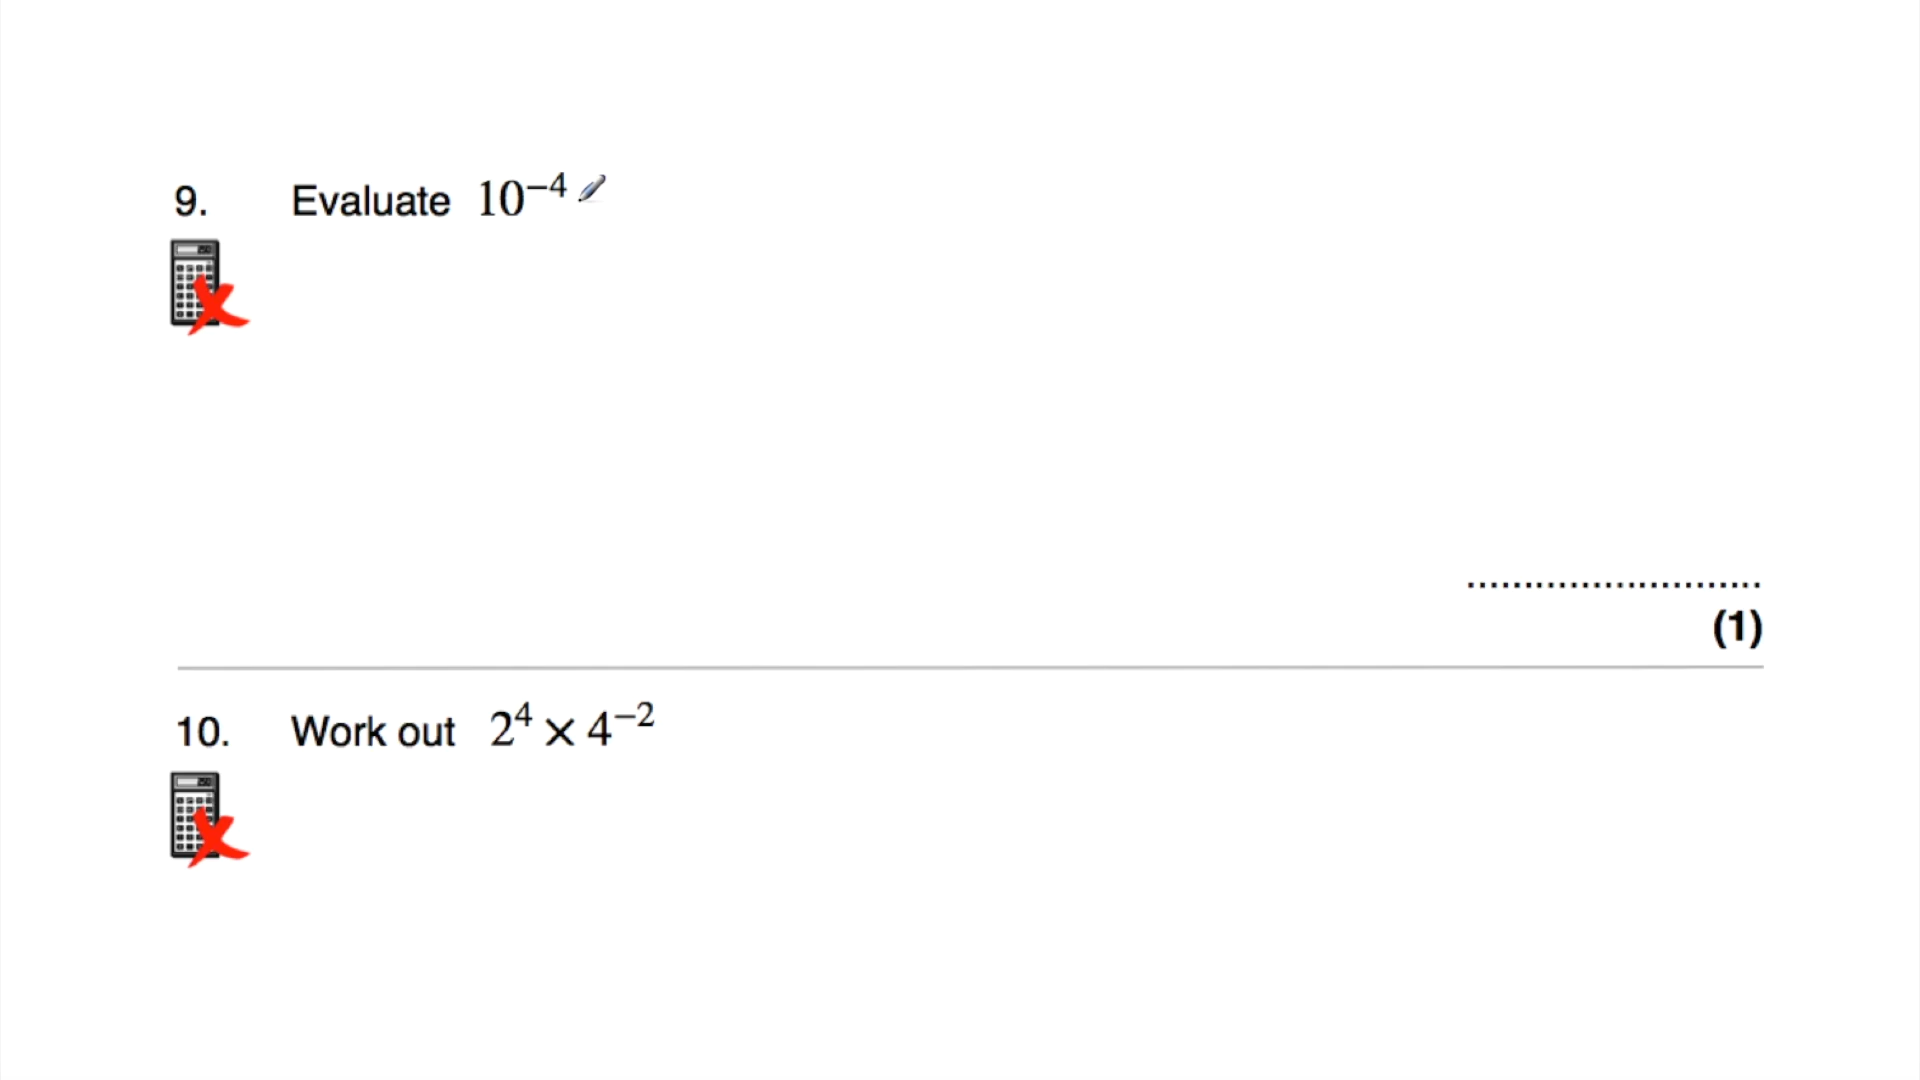 9. Evaluate 10⁻⁴
..........................
(1)
10. Work out 2⁴ × 4⁻²